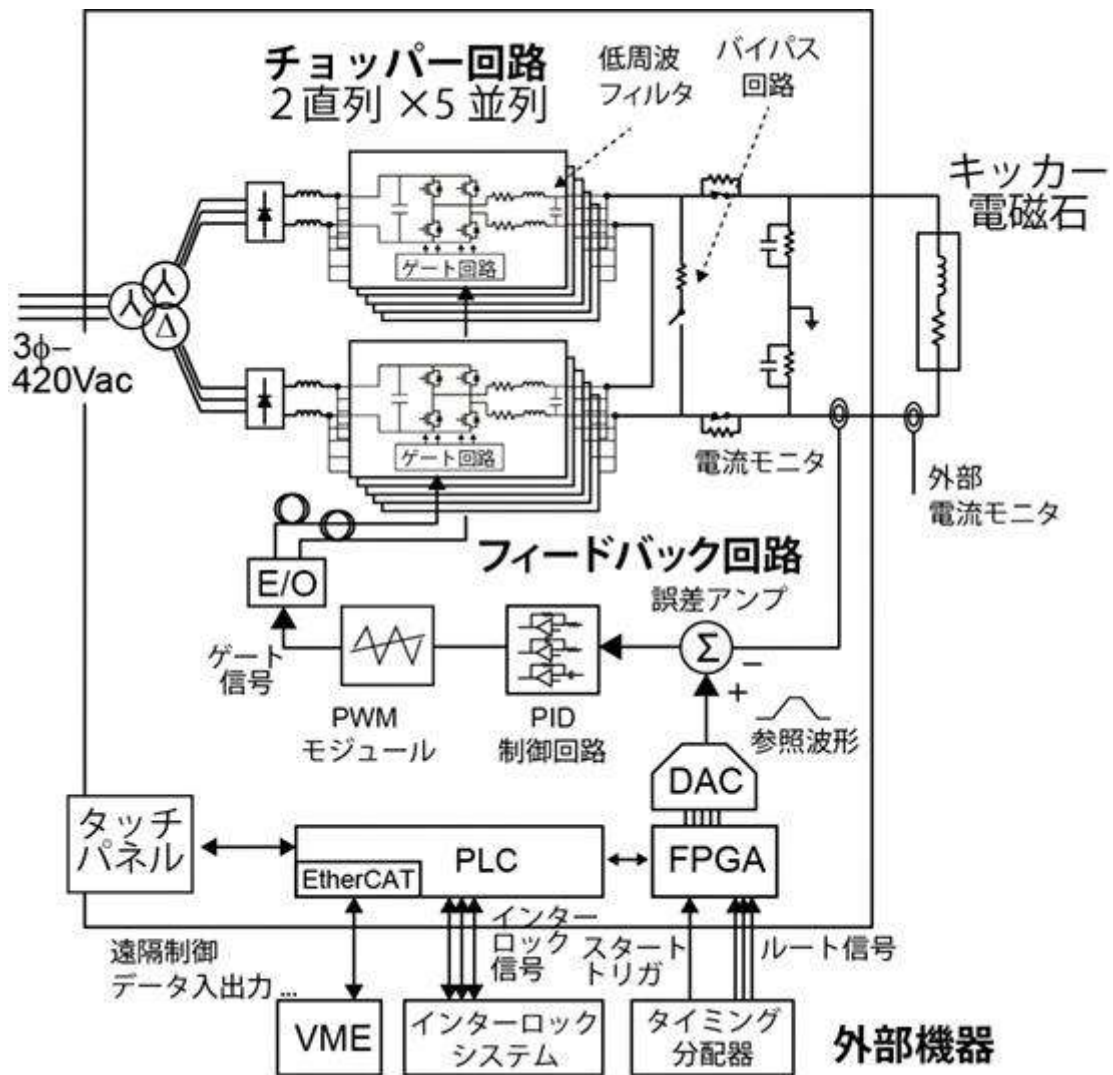 チョッパー回路
2直列 ×5 並列
低周波
フィルタ
バイパス
回路
キッカー
電磁石
ゲート回路
3ϕ−
420Vac
ゲート回路
電流モニタ
外部
電流モニタ
フィードバック回路
E/O
誤差アンプ
Σ
−
+
ゲート
信号
PWM
モジュール
PID
制御回路
参照波形
DAC
タッチ
パネル
PLC
EtherCAT
FPGA
遠隔制御
データ入出力...
インター
ロック
信号
スタート
トリガ
ルート信号
VME
インターロック
システム
タイミング
分配器
外部機器